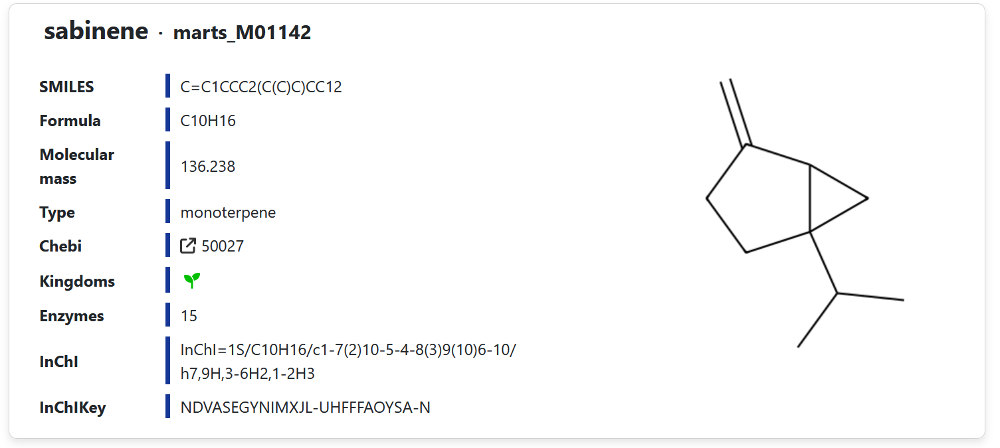 sabinene · marts_M01142
SMILES C=C1CCC2(C(C)C)CC12
Formula C10H16
Molecular
mass 136.238
Type monoterpene
Chebi 50027
Kingdoms
Enzymes 15
InChI InChI=1S/C10H16/c1-7(2)10-5-4-8(3)9(10)6-10/
h7,9H,3-6H2,1-2H3
InChIKey NDVASEGYNIMXJL-UHFFFAOYSA-N